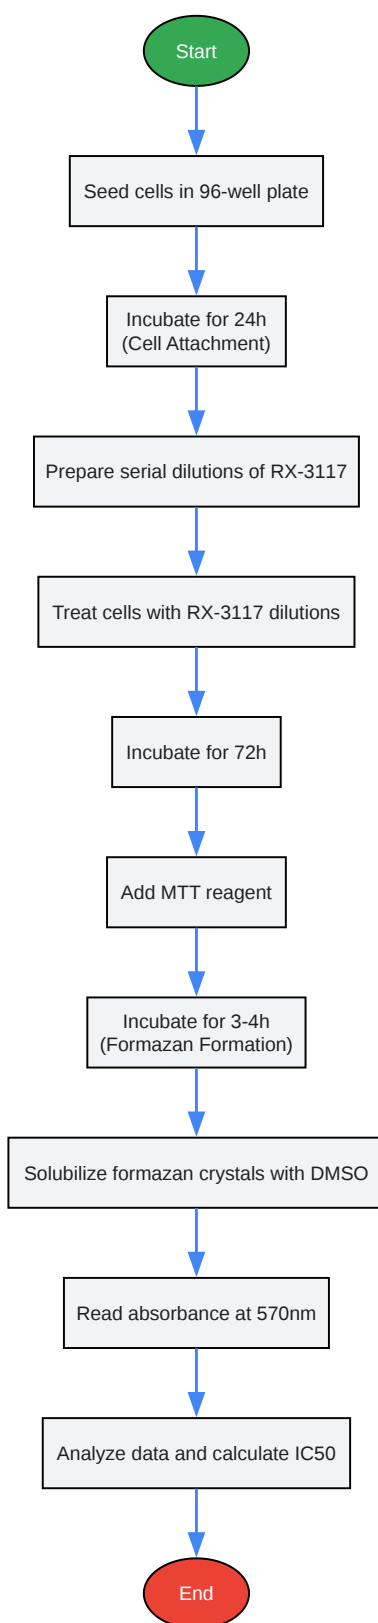 Start
Seed cells in 96-well plate
Incubate for 24h
(Cell Attachment)
Prepare serial dilutions of RX-3117
Treat cells with RX-3117 dilutions
Incubate for 72h
Add MTT reagent
Incubate for 3-4h
(Formazan Formation)
Solubilize formazan crystals with DMSO
Read absorbance at 570nm
Analyze data and calculate IC50
End